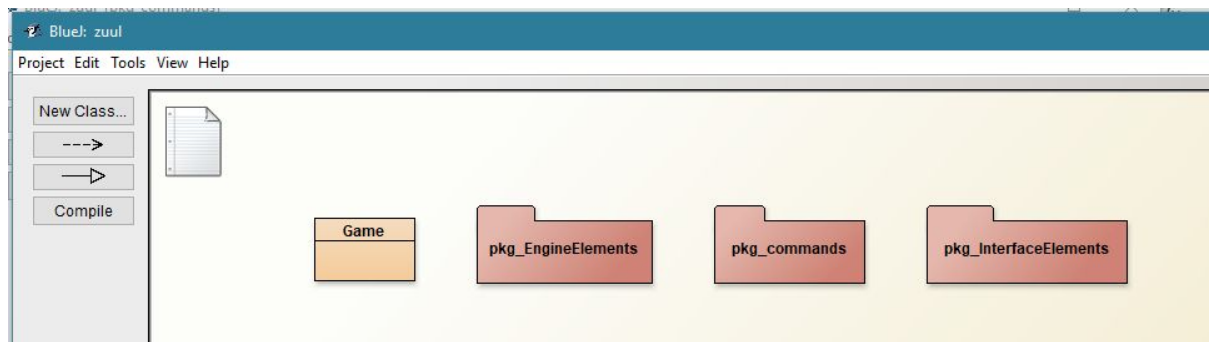 BlueJ: zuul
Project Edit Tools View Help
New Class...
Compile
Game
pkg_EngineElements
pkg_commands
pkg_InterfaceElements